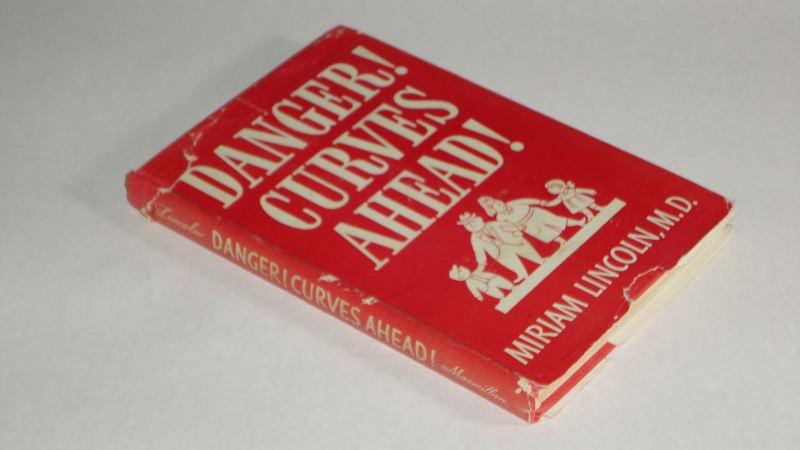 DANGER!
CURVES
AHEAD!
MIRIAM LINCOLN, M.D.
Lincoln DANGER! CURVES AHEAD! Macmillan